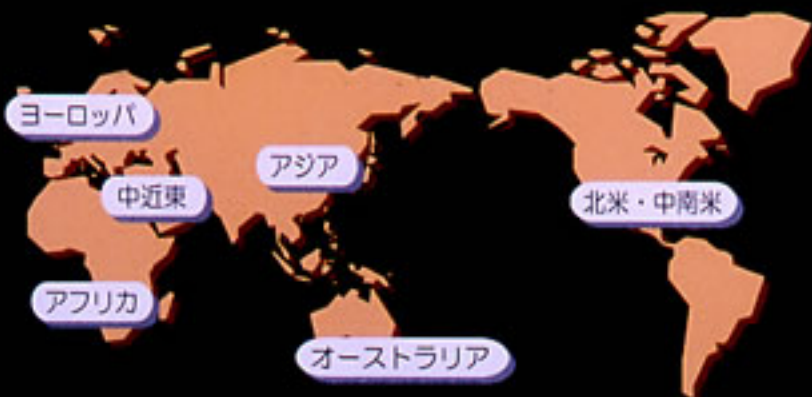 ヨーロッパ
アジア
中近東
北米・中南米
アフリカ
オーストラリア